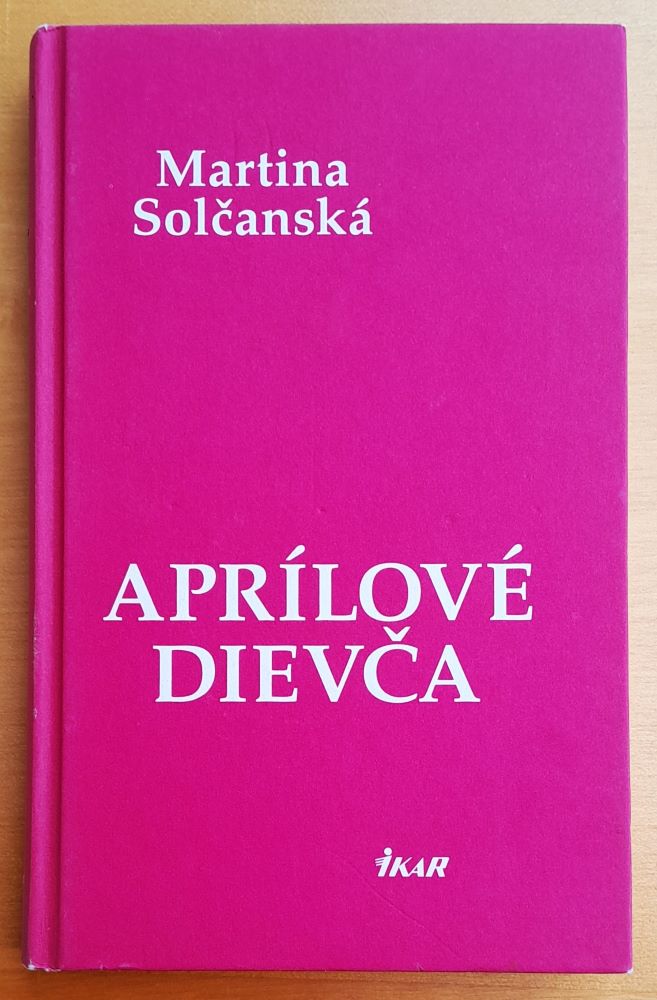 Martina
Solčanská
APRÍLOVÉ
DIEVČA
IKAR